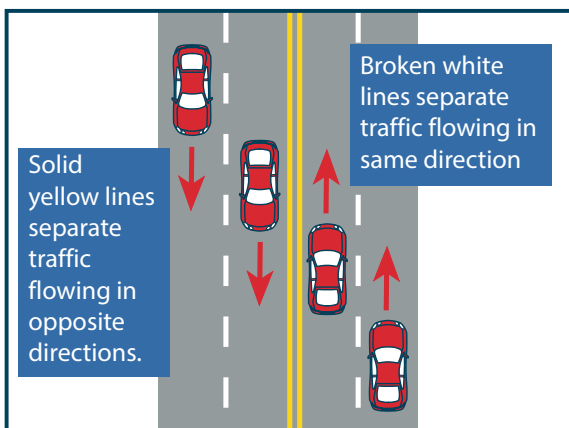 Broken white
lines separate
traffic flowing in
same direction
Solid
yellow lines
separate
traffic
flowing in
opposite
directions.